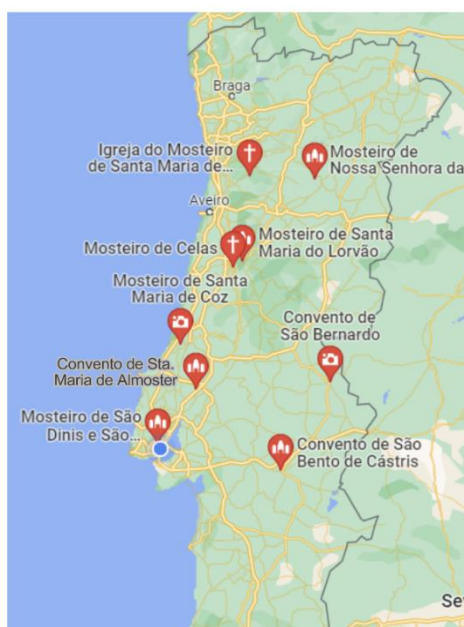 Braga
Igreja do Mosteiro
de Santa Maria de...
Mosteiro de
Nossa Senhora da
Aveiro
Mosteiro de Celas
Mosteiro de Santa
Maria do Lorvão
Mosteiro de Santa
Maria de Coz
Convento de
São Bernardo
Convento de Sta.
Maria de Almoster
Mosteiro de São
Dinis e São...
Convento de São
Bento de Cástris
Se